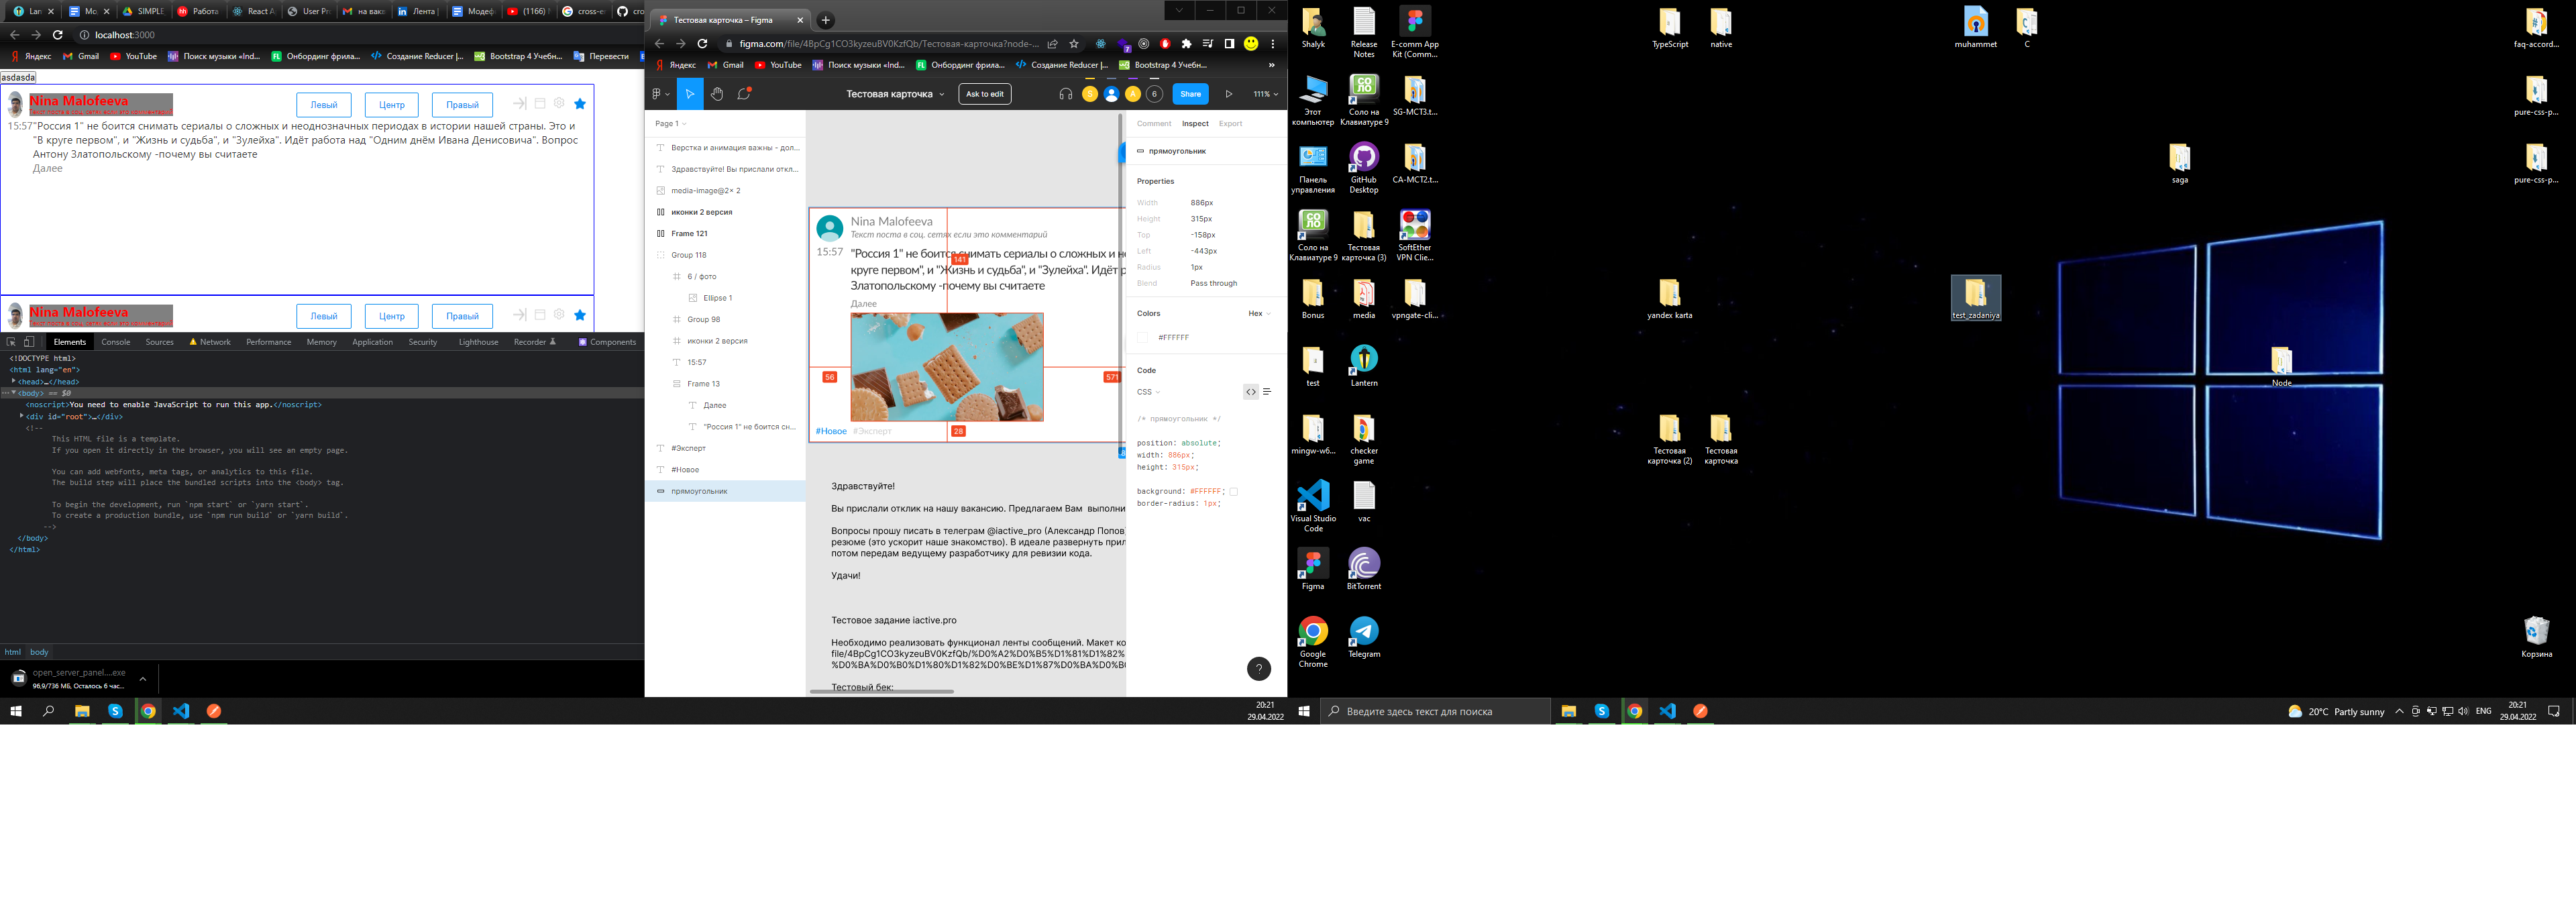 Lan
Мо
SIMPLE
Работа
React A
User Pr
на вак
Лента |
Модеф
(1166) М
cross-e
cro
localhost:3000
Яндекс
Gmail
YouTube
Поиск музыки «Ind...
Онбординг фрила...
Создание Reducer |...
Bootstrap 4 Учебн...
Перевести
asdasda
Nina Malofeeva
Левый
Центр
Правый
15:57
"Россия 1" не боится снимать сериалы о сложных и неоднозначных периодах в истории нашей страны. Это и
"В круге первом", и "Жизнь и судьба", и "Зулейха". Идёт работа над "Одним днём Ивана Денисовича". Вопрос
Антону Златопольскому -почему вы считаете
Далее
Nina Malofeeva
Левый
Центр
Правый
Elements
Console
Sources
Network
Performance
Memory
Application
Security
Lighthouse
Recorder
Components
<!DOCTYPE html>
<html lang="en">
<head>…</head>
<body> == $0
<noscript>You need to enable JavaScript to run this app.</noscript>
<div id="root">…</div>
<!--
This HTML file is a template.
If you open it directly in the browser, you will see an empty page.
You can add webfonts, meta tags, or analytics to this file.
The build step will place the bundled scripts into the <body> tag.
To begin the development, run `npm start` or `yarn start`.
To create a production bundle, use `npm run build` or `yarn build`.
-->
</body>
</html>
html
body
open_server_panel....exe
96,9/736 МБ, Осталось 6 час...
Тестовая карточка – Figma
figma.com/file/4BpCg1CO3kyzeuBV0KzfQb/Тестовая-карточка?node-...
7
Яндекс
Gmail
YouTube
Поиск музыки «Ind...
Онбординг фрила...
Создание Reducer |...
Bootstrap 4 Учебн...
»
Тестовая карточка
Ask to edit
S
A
6
Share
111%
Page 1
Верстка и анимация важны - дол...
Здравствуйте! Вы прислали откл...
media-image@2× 2
иконки 2 версия
Frame 121
Group 118
6 / фото
Ellipse 1
Group 98
иконки 2 версия
15:57
Frame 13
Далее
"Россия 1" не боится сн...
#Эксперт
#Новое
прямоугольник
Nina Malofeeva
Текст поста в соц. сетях если это комментарий
15:57
"Россия 1" не боится снимать сериалы о сложных и не
круге первом", и "Жизнь и судьба", и "Зулейха". Идёт р
Златопольскому -почему вы считаете
Далее
141
56
571
28
#Новое
#Эксперт
Здравствуйте!
Вы прислали отклик на нашу вакансию. Предлагаем Вам выполни
Вопросы прошу писать в телеграм @iactive_pro (Александр Попов)
резюме (это ускорит наше знакомство). В идеале развернуть прил
потом передам ведущему разработчику для ревизии кода.
Удачи!
Тестовое задание iactive.pro
Необходимо реализовать функционал ленты сообщений. Макет ко
file/4BpCg1CO3kyzeuBV0KzfQb/%D0%A2%D0%B5%D1%81%D1%82%
%D0%BA%D0%B0%D1%80%D1%82%D0%BE%D1%87%D0%BA%D0%B0
Тестовый бек:
Comment
Inspect
Export
прямоугольник
Properties
Width 886px
Height 315px
Top -158px
Left -443px
Radius 1px
Blend Pass through
Colors
Hex
#FFFFFF
Code
CSS
/* прямоугольник */
position: absolute;
width: 886px;
height: 315px;
background: #FFFFFF;
border-radius: 1px;
?
20:21
29.04.2022
Shalyk
Release
Notes
E-comm App
Kit (Comm...
TypeScript
native
muhammet
C
faq-accord...
Этот
компьютер
Соло на
Клавиатуре 9
SG-MCT3.t...
pure-css-p...
Панель
управления
GitHub
Desktop
CA-MCT2.t...
saga
pure-css-p...
Соло на
Клавиатуре 9
Тестовая
карточка (3)
SoftEther
VPN Clie...
Bonus
media
vpngate-cli...
yandex karta
test_zadaniya
test
Lantern
Node
mingw-w6...
checker
game
Тестовая
карточка (2)
Тестовая
карточка
Visual Studio
Code
vac
Figma
BitTorrent
Google
Chrome
Telegram
Корзина
Введите здесь текст для поиска
20°C Partly sunny
ENG
20:21
29.04.2022